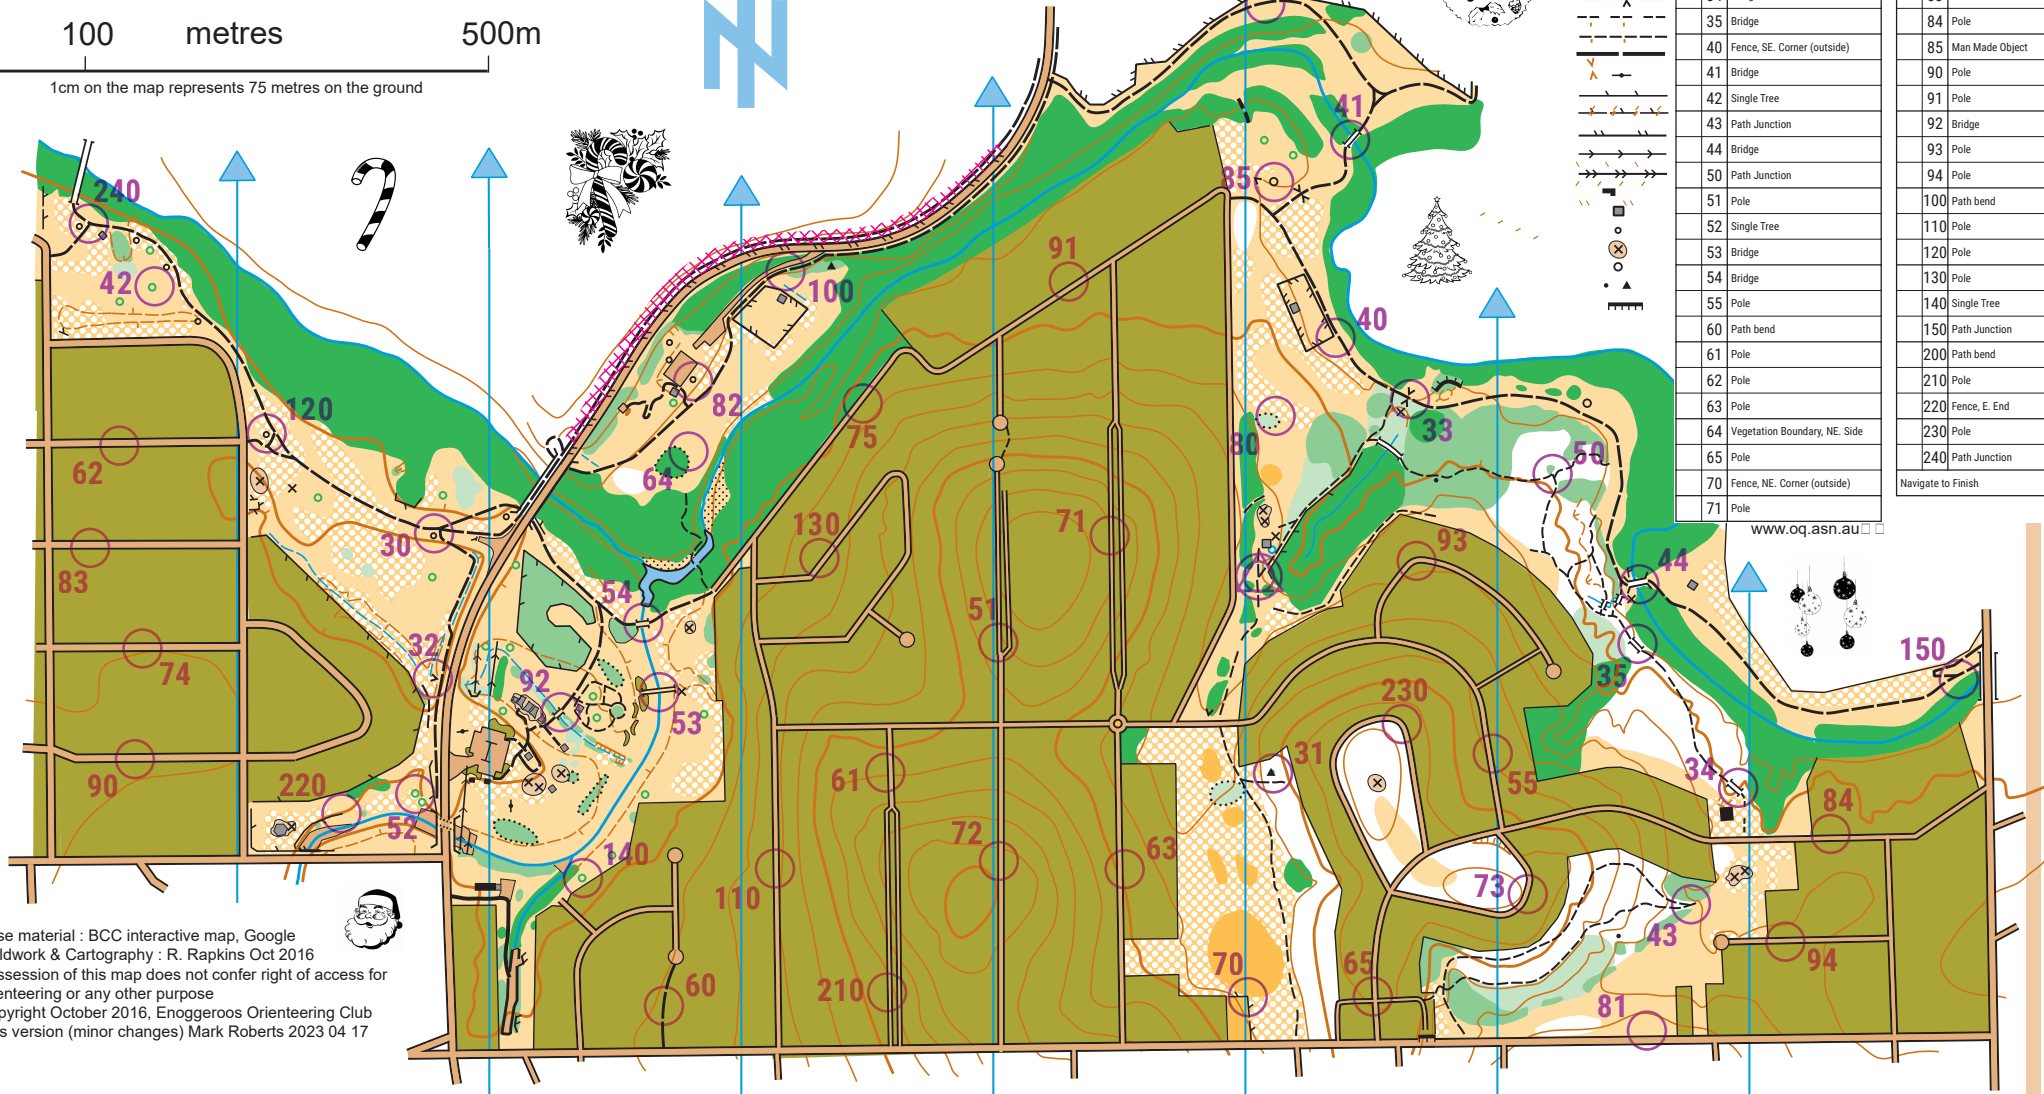 100 metres 500m
1cm on the map represents 75 metres on the ground
35 Bridge
40 Fence, SE. Corner (outside)
41 Bridge
42 Single Tree
43 Path Junction
44 Bridge
50 Path Junction
51 Pole
52 Single Tree
53 Bridge
54 Bridge
55 Pole
60 Path bend
61 Pole
62 Pole
63 Pole
64 Vegetation Boundary, NE. Side
65 Pole
70 Fence, NE. Corner (outside)
71 Pole
84 Pole
85 Man Made Object
90 Pole
91 Pole
92 Bridge
93 Pole
94 Pole
100 Path bend
110 Pole
120 Pole
130 Pole
140 Single Tree
150 Path Junction
200 Path bend
210 Pole
220 Fence, E. End
230 Pole
240 Path Junction
Navigate to Finish
www.oq.asn.au
41
85
240
91
42
100
40
82
120
75
33
80
50
62
64
130
71
30
93
83
54
44
51
32
74
92
35
150
53
230
31
61
34
90
220
55
84
52
72
63
140
110
73
43
70
65
94
60
210
81
se material : BCC interactive map, Google
ldwork & Cartography : R. Rapkins Oct 2016
ssession of this map does not confer right of access for
enteering or any other purpose
pyright October 2016, Enoggeroos Orienteering Club
s version (minor changes) Mark Roberts 2023 04 17